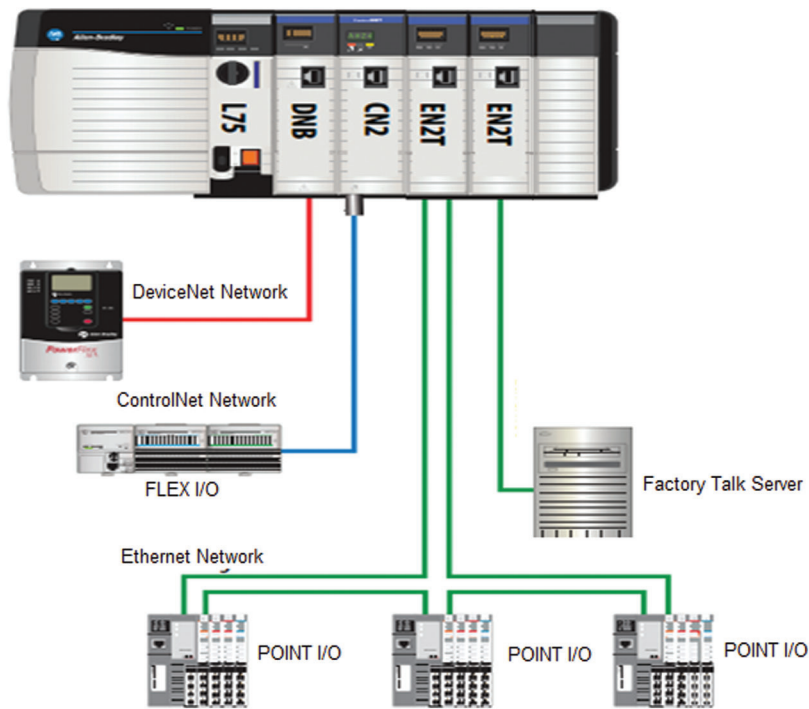 Allen-Bradley
L75
DNB
CN2
EN2T
EN2T
DeviceNet Network
PowerFlex
ControlNet Network
FLEX I/O
Factory Talk Server
Ethernet Network
POINT I/O
POINT I/O
POINT I/O